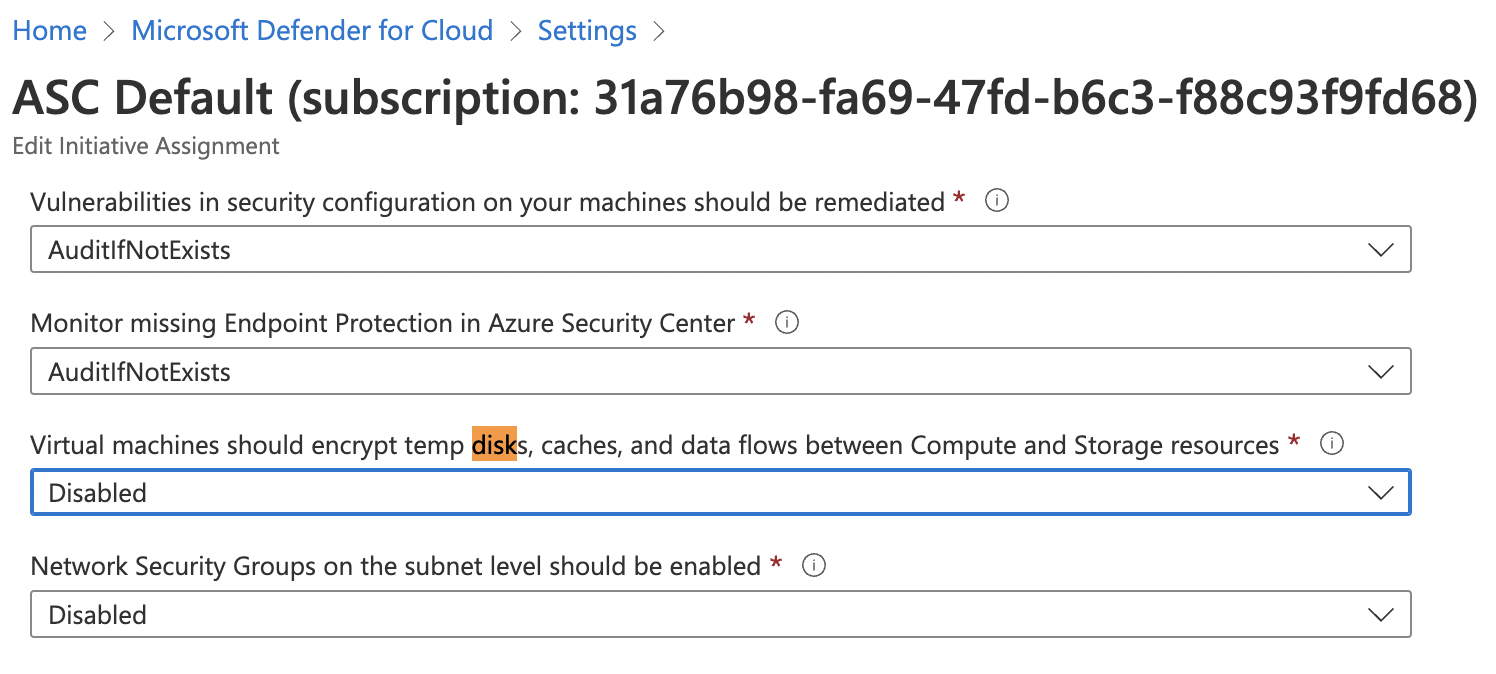 Home > Microsoft Defender for Cloud > Settings >
ASC Default (subscription: 31a76b98-fa69-47fd-b6c3-f88c93f9fd68)
Edit Initiative Assignment
Vulnerabilities in security configuration on your machines should be remediated *
AuditIfNotExists
Monitor missing Endpoint Protection in Azure Security Center *
AuditIfNotExists
Virtual machines should encrypt temp disks, caches, and data flows between Compute and Storage resources *
Disabled
Network Security Groups on the subnet level should be enabled *
Disabled